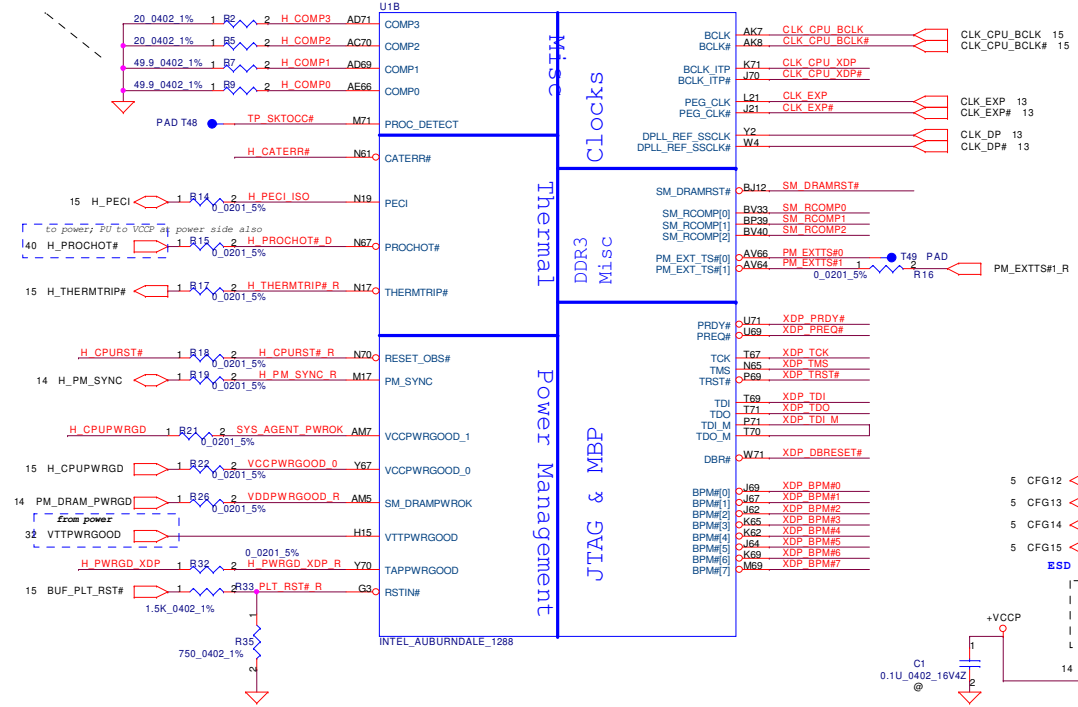 U1B
20_0402_1% 1 R2 2 H_COMP3 AD71 COMP3
20_0402_1% 1 R5 2 H_COMP2 AC70 COMP2
49.9_0402_1% 1 R7 2 H_COMP1 AD69 COMP1
49.9_0402_1% 1 R9 2 H_COMP0 AE66 COMP0
PAD T48 TP_SKTOCC# M71 PROC_DETECT
H_CATERR# N61 CATERR#
15 H_PECI 1 R14 2 H_PECI_ISO N19 PECI
0_0201_5%
to power; PU to VCCP at power side also
40 H_PROCHOT# 1 R15 2 H_PROCHOT#_D N67 PROCHOT#
0_0201_5%
15 H_THERMTRIP# 1 R17 2 H_THERMTRIP#_R N17 THERMTRIP#
0_0201_5%
H_CPURST# 1 R18 2 H_CPURST#_R N70 RESET_OBS#
0_0201_5%
14 H_PM_SYNC 1 R19 2 H_PM_SYNC_R M17 PM_SYNC
0_0201_5%
H_CPUPWRGD 1 R21 2 SYS_AGENT_PWROK AM7 VCCPWRGOOD_1
0_0201_5%
15 H_CPUPWRGD 1 R22 2 VCCPWRGOOD_0 Y67 VCCPWRGOOD_0
0_0201_5%
14 PM_DRAM_PWRGD 1 R26 2 VDDPWRGOOD_R AM5 SM_DRAMPWROK
0_0201_5%
from power
32 VTTPWRGOOD H15 VTTPWRGOOD
0_0201_5%
H_PWRGD_XDP 1 R32 2 H_PWRGD_XDP_R Y70 TAPPWRGOOD
15 BUF_PLT_RST# 1 2 R33 PLT_RST#_R G3 RSTIN#
1.5K_0402_1%
1
R35
750_0402_1%
2
INTEL_AUBURNDALE_1288
Misc
Thermal
Power Management
Clocks
DDR3
Misc
JTAG & MBP
BCLK AK7 CLK_CPU_BCLK CLK_CPU_BCLK 15
BCLK# AK8 CLK_CPU_BCLK# CLK_CPU_BCLK# 15
BCLK_ITP K71 CLK_CPU_XDP
BCLK_ITP# J70 CLK_CPU_XDP#
PEG_CLK L21 CLK_EXP CLK_EXP 13
PEG_CLK# J21 CLK_EXP# CLK_EXP# 13
DPLL_REF_SSCLK Y2 CLK_DP 13
DPLL_REF_SSCLK# W4 CLK_DP# 13
SM_DRAMRST# BJ12 SM_DRAMRST#
SM_RCOMP[0] BV33 SM_RCOMP0
SM_RCOMP[1] BP39 SM_RCOMP1
SM_RCOMP[2] BV40 SM_RCOMP2
PM_EXT_TS#[0] AV66 PM_EXTTS#0 T49 PAD
PM_EXT_TS#[1] AV64 PM_EXTTS#1 1 2 PM_EXTTS#1_R
0_0201_5% R16
PRDY# U71 XDP_PRDY#
PREQ# U69 XDP_PREQ#
TCK T67 XDP_TCK
TMS N65 XDP_TMS
TRST# P69 XDP_TRST#
TDI T69 XDP_TDI
TDO T71 XDP_TDO
TDI_M P71 XDP_TDI_M
TDO_M T70
DBR# W71 XDP_DBRESET#
BPM#[0] J69 XDP_BPM#0
BPM#[1] J67 XDP_BPM#1
BPM#[2] J62 XDP_BPM#2
BPM#[3] K65 XDP_BPM#3
BPM#[4] K62 XDP_BPM#4
BPM#[5] J64 XDP_BPM#5
BPM#[6] K69 XDP_BPM#6
BPM#[7] M69 XDP_BPM#7
5 CFG12
5 CFG13
5 CFG14
5 CFG15
ESD
+VCCP
1
C1
0.1U_0402_16V4Z
2
@
14